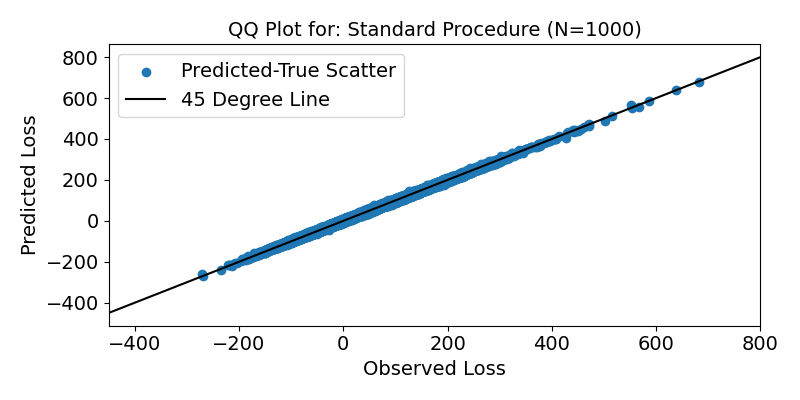 QQ Plot for: Standard Procedure (N=1000)
Predicted-True Scatter
45 Degree Line
Predicted Loss
800
600
400
200
0
−200
−400
−400 −200 0 200 400 600 800
Observed Loss